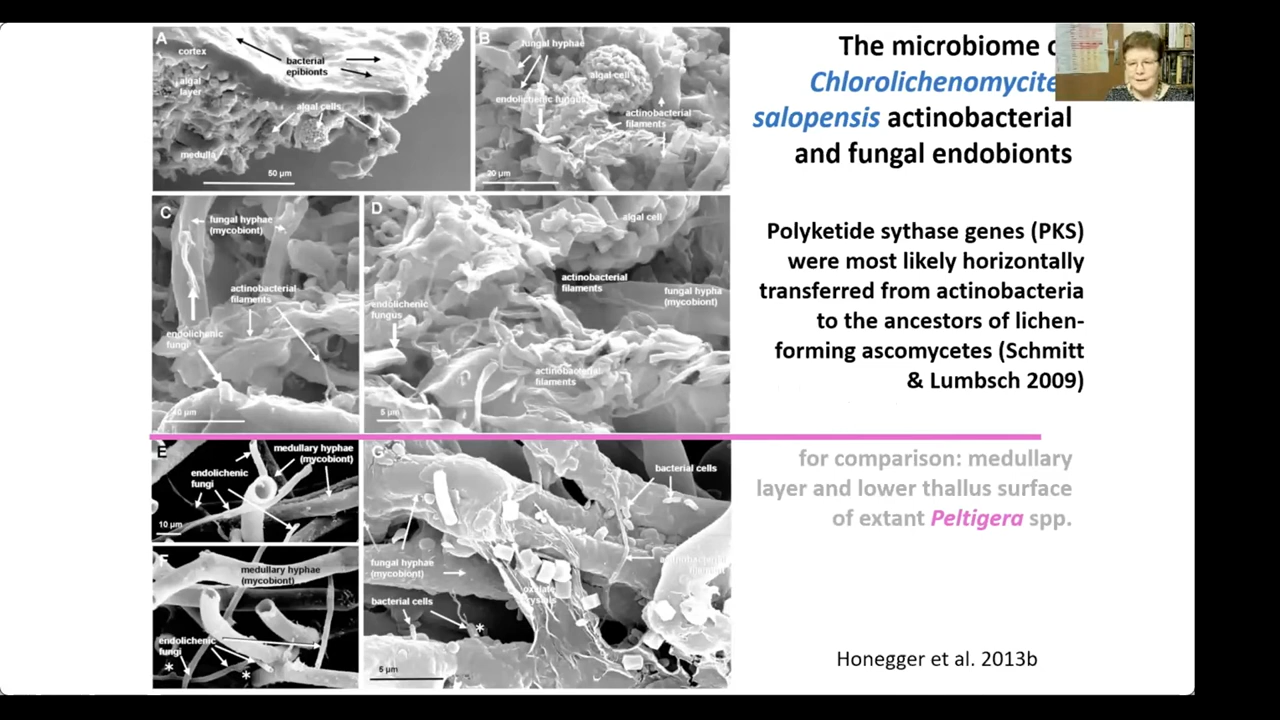 A
cortex
bacterial
epibionts
algal
layer
algal cells
medulla
50 µm
B
fungal hyphae
algal cell
endolichenic fungus
actinobacterial
filaments
20 µm
The microbiome
Chlorolichenomycite
salopensis actinobacterial
and fungal endobionts
C
fungal hyphae
(mycobiont)
actinobacterial
filaments
endolichenic
fungi
µm
D
algal cell
actinobacterial
filaments
fungal hypha
(mycobiont)
endolichenic
fungus
actinobacterial
filaments
5 µm
Polyketide sythase genes (PKS)
were most likely horizontally
transferred from actinobacteria
to the ancestors of lichen-
forming ascomycetes (Schmitt
& Lumbsch 2009)
E
medullary hyphae
(mycobiont)
endolichenic
fungi
10 µm
F
medullary hyphae
(mycobiont)
endolichenic
fungi
*
*
G
bacterial cells
fungal hyphae
(mycobiont)
oxalate
crystals
bacterial cells
*
5 µm
for comparison: medullary
layer and lower thallus surface
of extant Peltigera spp.
Honegger et al. 2013b